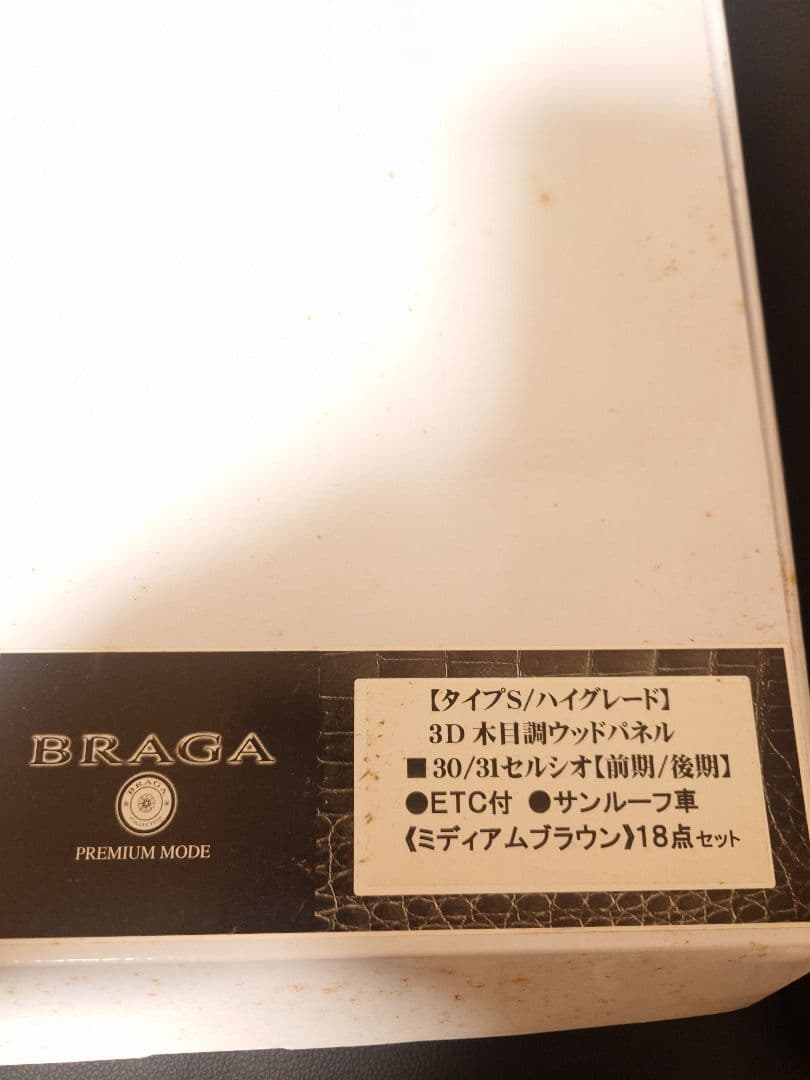 BRAGA
BRAGA
PREMIUM MODE
【タイプS/ハイグレード】
3D 木目調ウッドパネル
■30/31セルシオ【前期/後期】
●ETC付 ●サンルーフ車
《ミディアムブラウン》18点セット